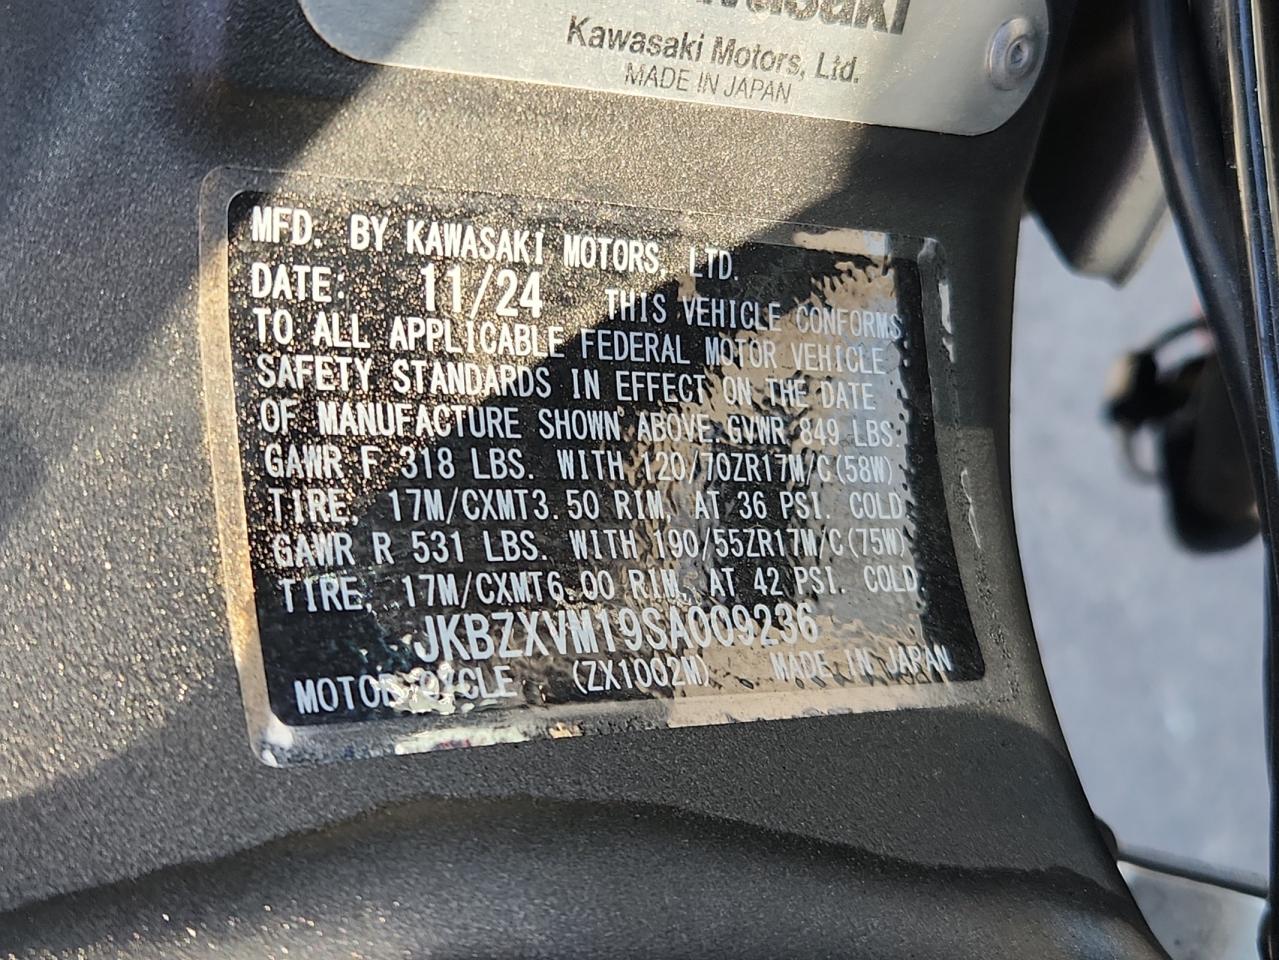 Kawasaki
Kawasaki Motors, Ltd.
MADE IN JAPAN
MFD. BY KAWASAKI MOTORS, LTD.
DATE: 11/24 THIS VEHICLE CONFORMS
TO ALL APPLICABLE FEDERAL MOTOR VEHICLE
SAFETY STANDARDS IN EFFECT ON THE DATE
OF MANUFACTURE SHOWN ABOVE GVWR 849 LBS.
GAWR F 318 LBS. WITH 120/70ZR17M/C(58W)
TIRE, 17M/CXMT3.50 RIM, AT 36 PSI. COLD
GAWR R 531 LBS. WITH 190/55ZR17M/C(75W)
TIRE, 17M/CXMT6.00 RIM, AT 42 PSI. COLD.
JKBZXVM19SA009236
MOTORCYCLE (ZX1002M) MADE IN JAPAN